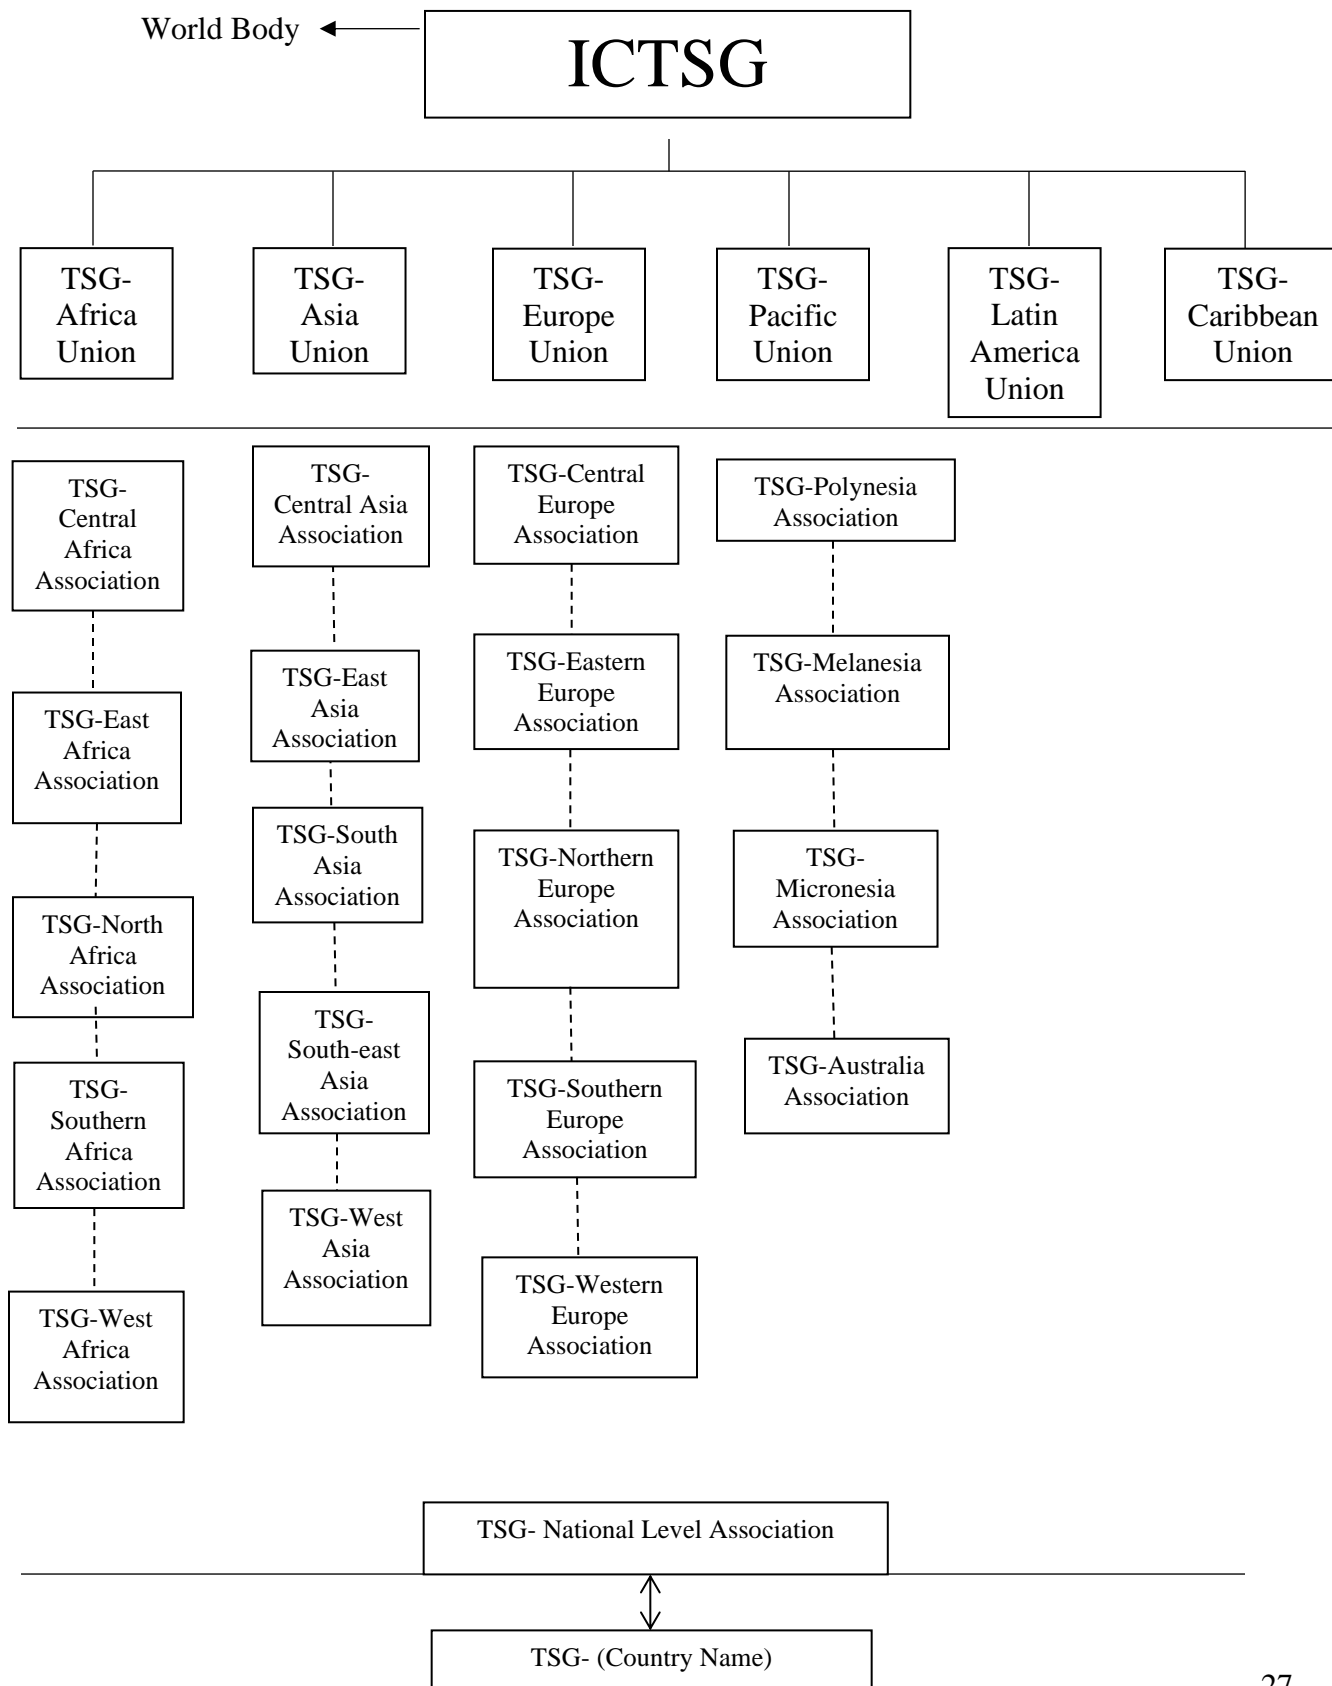 World Body
ICTSG
TSG-
Africa
Union
TSG-
Asia
Union
TSG-
Europe
Union
TSG-
Pacific
Union
TSG-
Latin
America
Union
TSG-
Caribbean
Union
TSG-
Central
Africa
Association
TSG-East
Africa
Association
TSG-North
Africa
Association
TSG-
Southern
Africa
Association
TSG-West
Africa
Association
TSG-
Central Asia
Association
TSG-East
Asia
Association
TSG-South
Asia
Association
TSG-
South-east
Asia
Association
TSG-West
Asia
Association
TSG-Central
Europe
Association
TSG-Eastern
Europe
Association
TSG-Northern
Europe
Association
TSG-Southern
Europe
Association
TSG-Western
Europe
Association
TSG-Polynesia
Association
TSG-Melanesia
Association
TSG-
Micronesia
Association
TSG-Australia
Association
TSG- National Level Association
TSG- (Country Name)
27